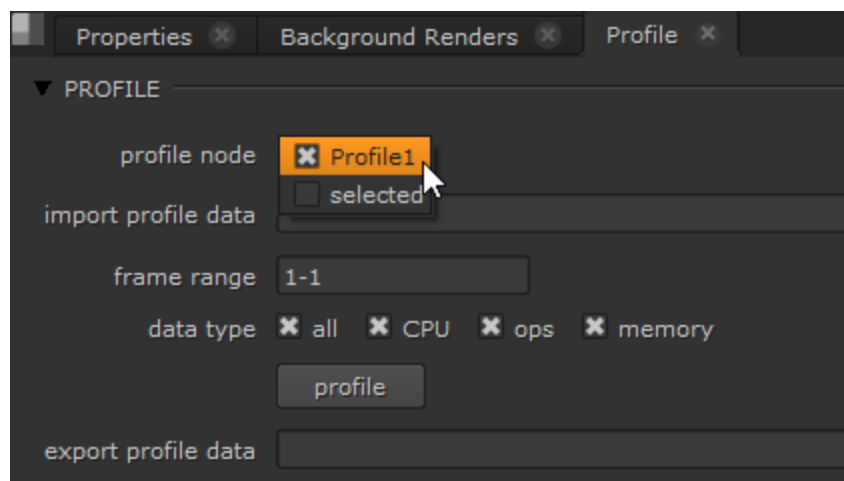 Properties Background Renders Profile
PROFILE
profile node Profile1
selected
import profile data
frame range 1-1
data type all CPU ops memory
profile
export profile data